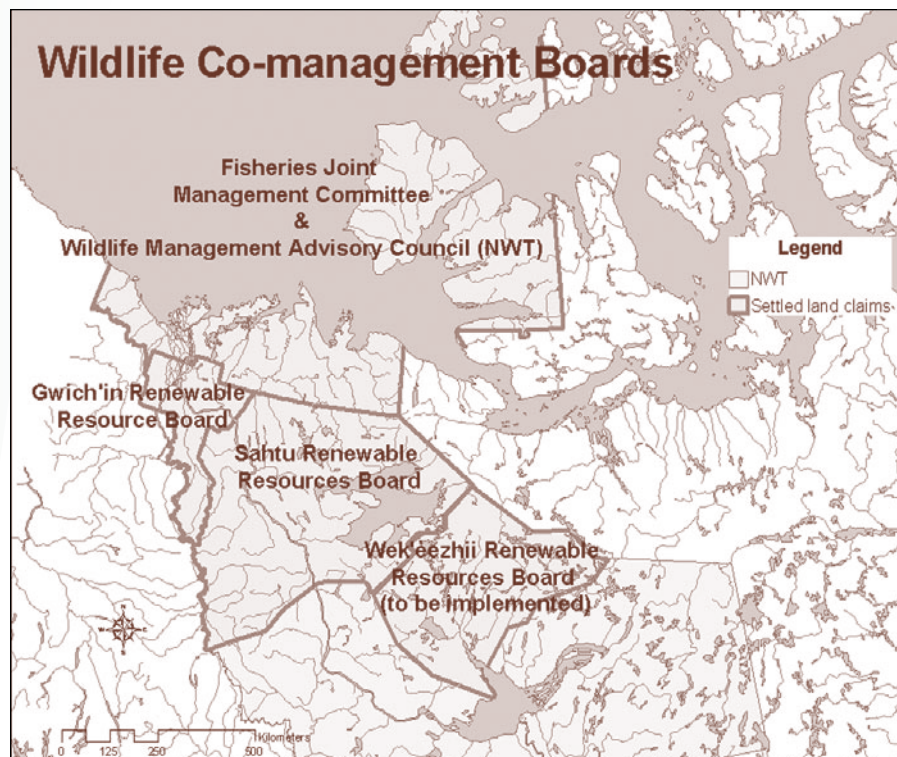 Wildlife Co-management Boards
Fisheries Joint
Management Committee
&
Wildlife Management Advisory Council (NWT)
Legend
NWT
Settled land claims
Gwich'in Renewable
Resource Board
Sahtu Renewable
Resources Board
Wek'èezhii Renewable
Resources Board
(to be implemented)
N
W E
S
Kilometers
0 125 250 500